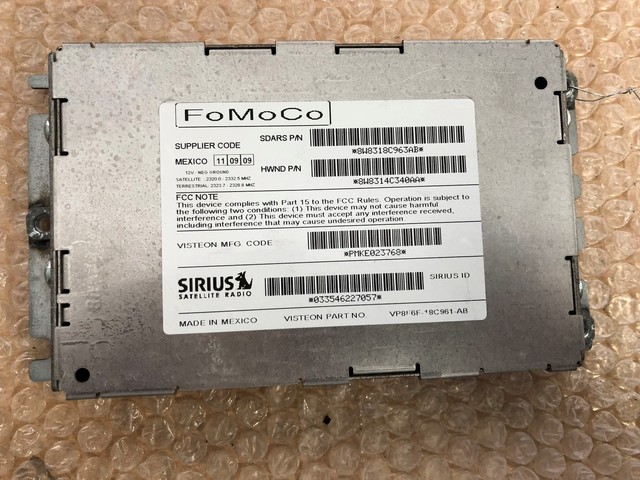 FoMoCo
SUPPLIER CODE
SDARS P/N
*8W8318C963AB*
MEXICO 11 09 09
HWND P/N
*8W8314C340AA*
12V - NEG GROUND
SATELLITE : 2320.0 - 2332.5 MHZ
TERRESTRIAL: 2323.7 - 2328.8 MHZ
FCC NOTE
This device complies with Part 15 to the FCC Rules. Operation is subject to
the following two conditions: (1) This device may not cause harmful
interference and (2) This device must accept any interference received,
including interference that may cause undesired operation.
VISTEON MFG. CODE
*PMKE023768*
SIRIUS
SATELLITE RADIO
SIRIUS ID
*033546227057*
MADE IN MEXICO
VISTEON PART NO.